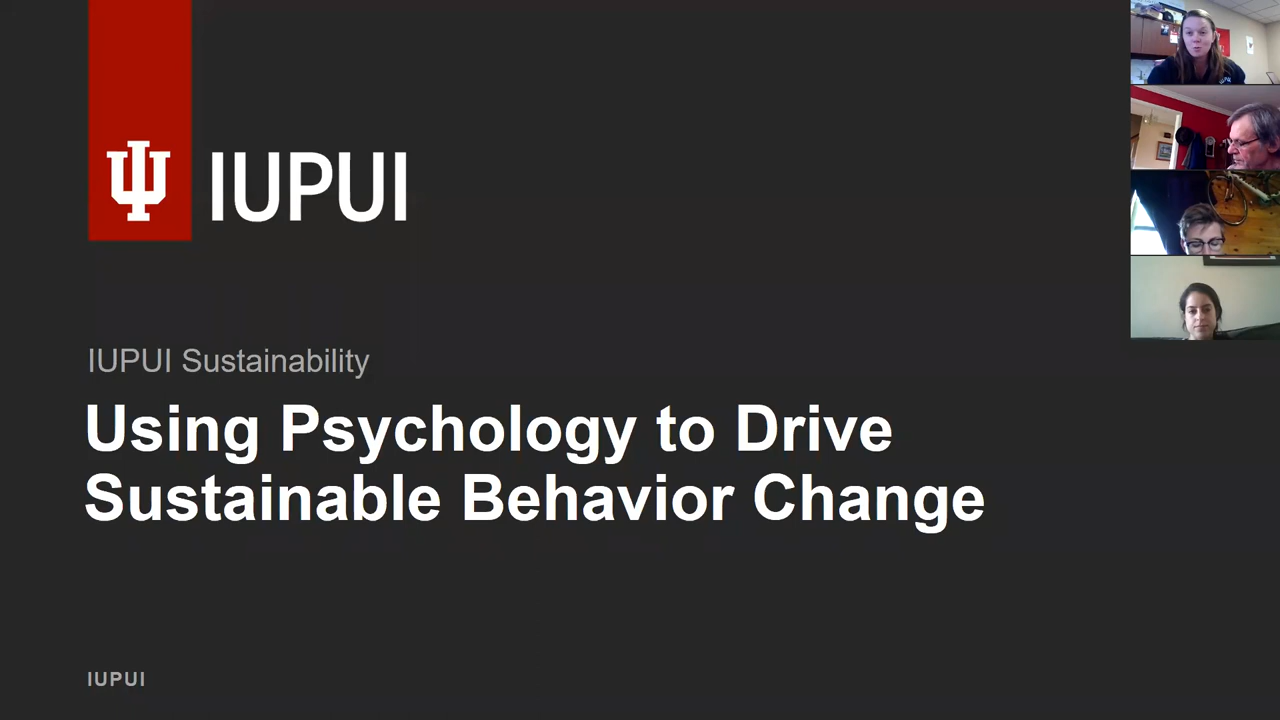 IUPUI
IUPUI Sustainability
Using Psychology to Drive
Sustainable Behavior Change
IUPUI